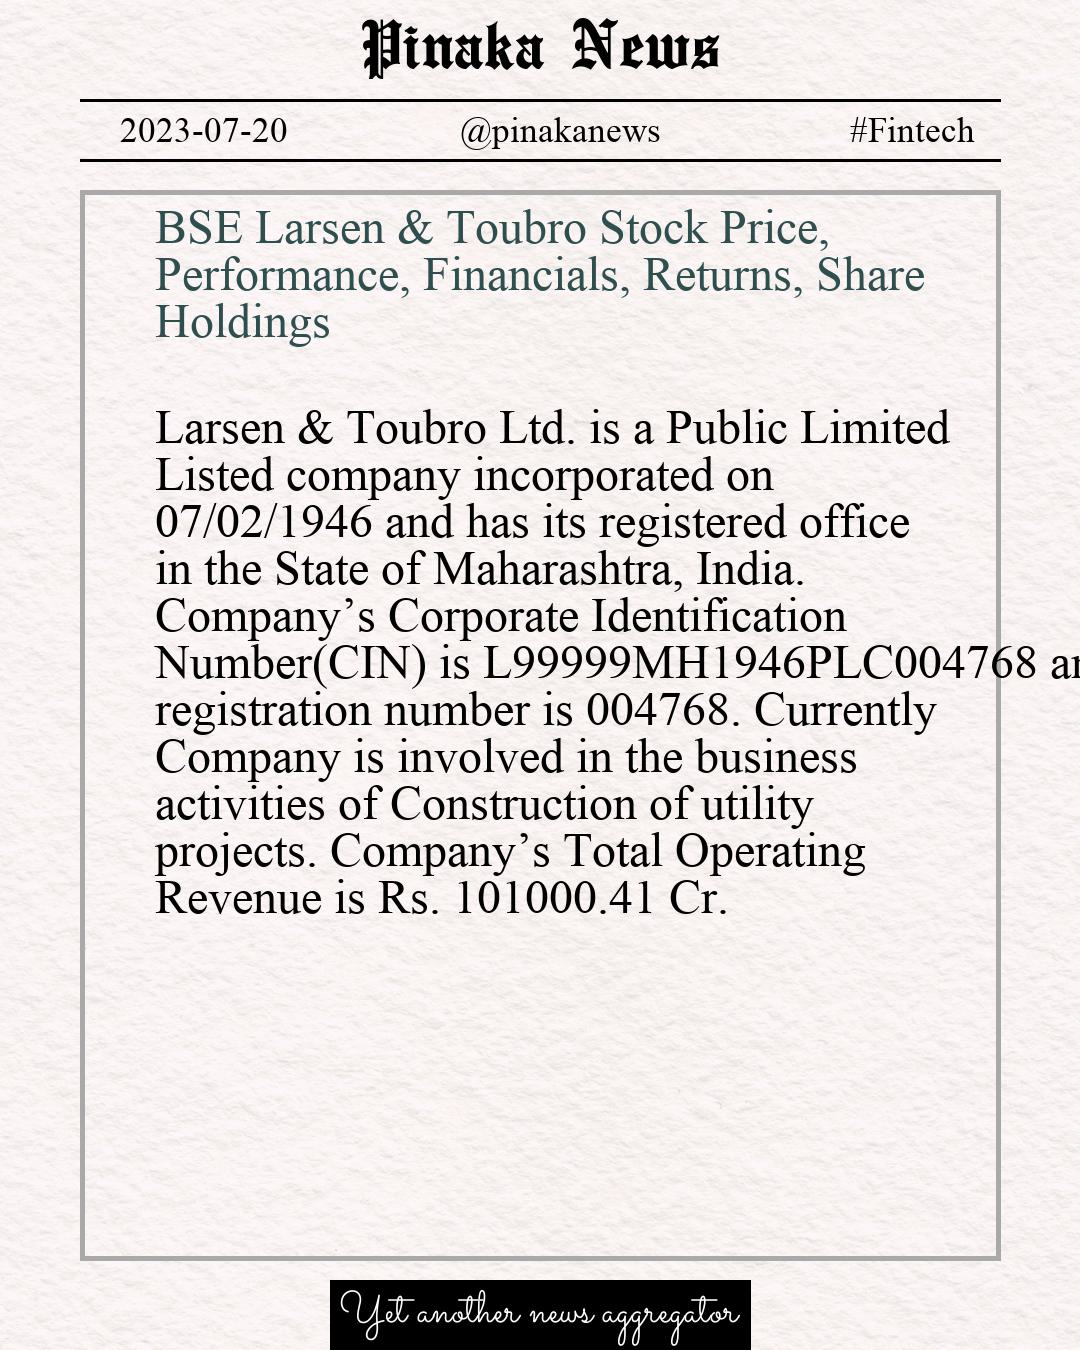 Pinaka News
2023-07-20 @pinakanews #Fintech
BSE Larsen & Toubro Stock Price,
Performance, Financials, Returns, Share
Holdings
Larsen & Toubro Ltd. is a Public Limited
Listed company incorporated on
07/02/1946 and has its registered office
in the State of Maharashtra, India.
Company’s Corporate Identification
Number(CIN) is L99999MH1946PLC004768
registration number is 004768. Currently
Company is involved in the business
activities of Construction of utility
projects. Company’s Total Operating
Revenue is Rs. 101000.41 Cr.
Yet another news aggregator